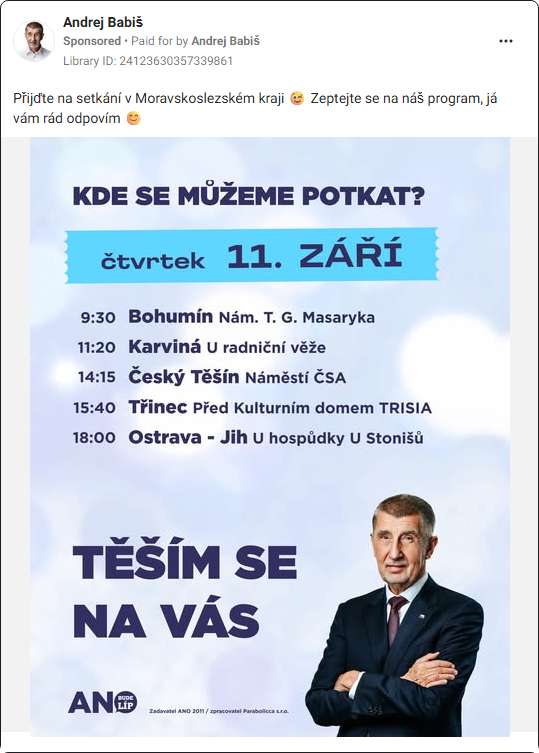 Andrej Babiš
Sponsored • Paid for by Andrej Babiš
Library ID: 24123630357339861
Přijďte na setkání v Moravskoslezském kraji 😉 Zeptejte se na náš program, já
vám rád odpovím 😊
KDE SE MŮŽEME POTKAT?
čtvrtek 11. ZÁŘÍ
9:30 Bohumín Nám. T. G. Masaryka
11:20 Karviná U radniční věže
14:15 Český Těšín Náměstí ČSA
15:40 Třinec Před Kulturním domem TRISIA
18:00 Ostrava - Jih U hospůdky U Stonišů
TĚŠÍM SE
NA VÁS
ANO BUDE LÍP
Zadavatel ANO 2011 / zpracovatel Parabolicca s.r.o.